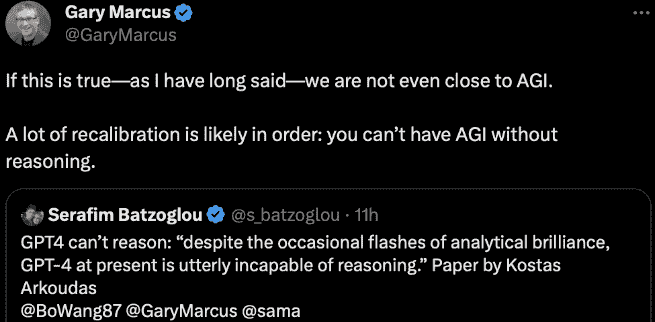 Gary Marcus
@GaryMarcus
If this is true—as I have long said—we are not even close to AGI.
A lot of recalibration is likely in order: you can’t have AGI without
reasoning.
Serafim Batzoglou @s_batzoglou · 11h
GPT4 can’t reason: “despite the occasional flashes of analytical brilliance,
GPT-4 at present is utterly incapable of reasoning.” Paper by Kostas
Arkoudas
@BoWang87 @GaryMarcus @sama